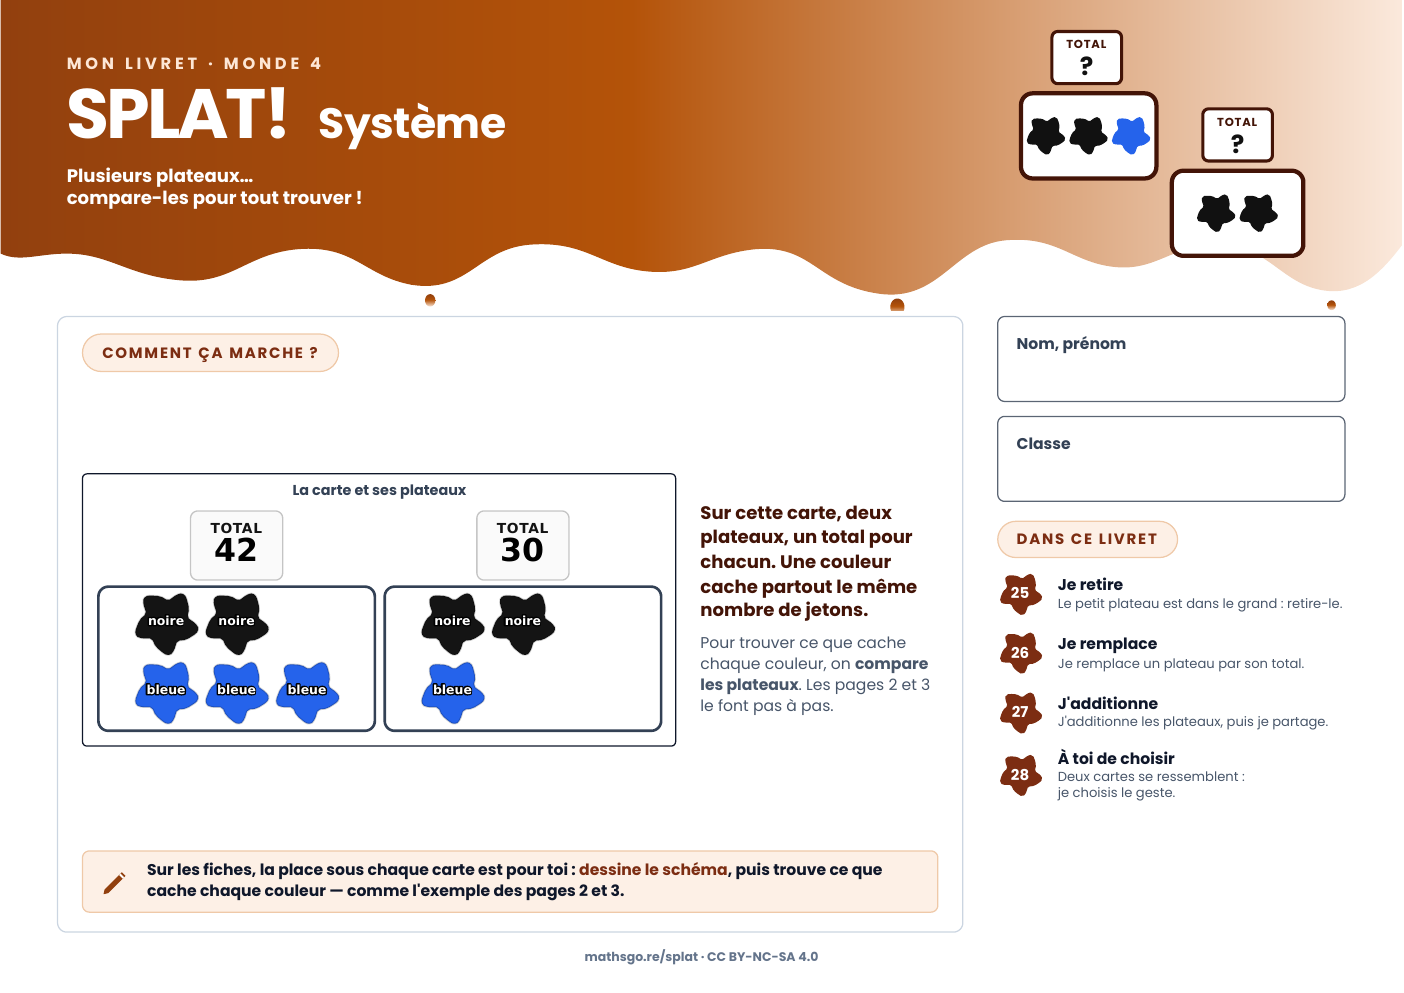 MON LIVRET · MONDE 4
SPLAT! Système
Plusieurs plateaux…
compare-les pour tout trouver !
TOTAL
?
TOTAL
?
COMMENT ÇA MARCHE ?
La carte et ses plateaux
TOTAL
42
TOTAL
30
noire noire
bleue bleue bleue
noire noire
bleue
Sur cette carte, deux
plateaux, un total pour
chacun. Une couleur
cache partout le même
nombre de jetons.
Pour trouver ce que cache
chaque couleur, on compare
les plateaux. Les pages 2 et 3
le font pas à pas.
Sur les fiches, la place sous chaque carte est pour toi : dessine le schéma, puis trouve ce que
cache chaque couleur — comme l'exemple des pages 2 et 3.
Nom, prénom
Classe
DANS CE LIVRET
25
Je retire
Le petit plateau est dans le grand : retire-le.
26
Je remplace
Je remplace un plateau par son total.
27
J'additionne
J'additionne les plateaux, puis je partage.
28
À toi de choisir
Deux cartes se ressemblent :
je choisis le geste.
mathsgo.re/splat · CC BY-NC-SA 4.0